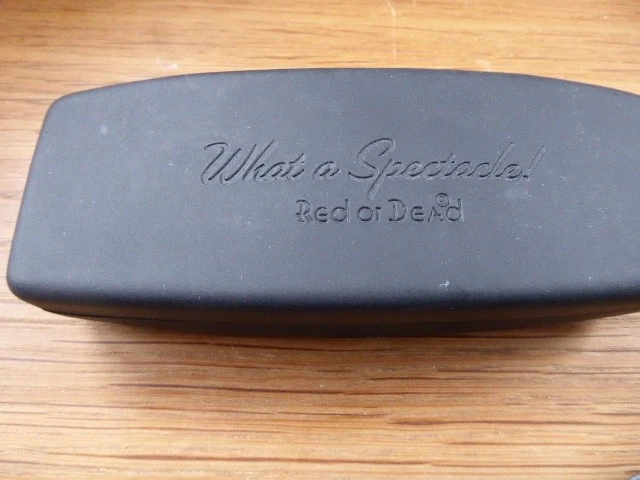 What a Spectacle!
Red or Dead®